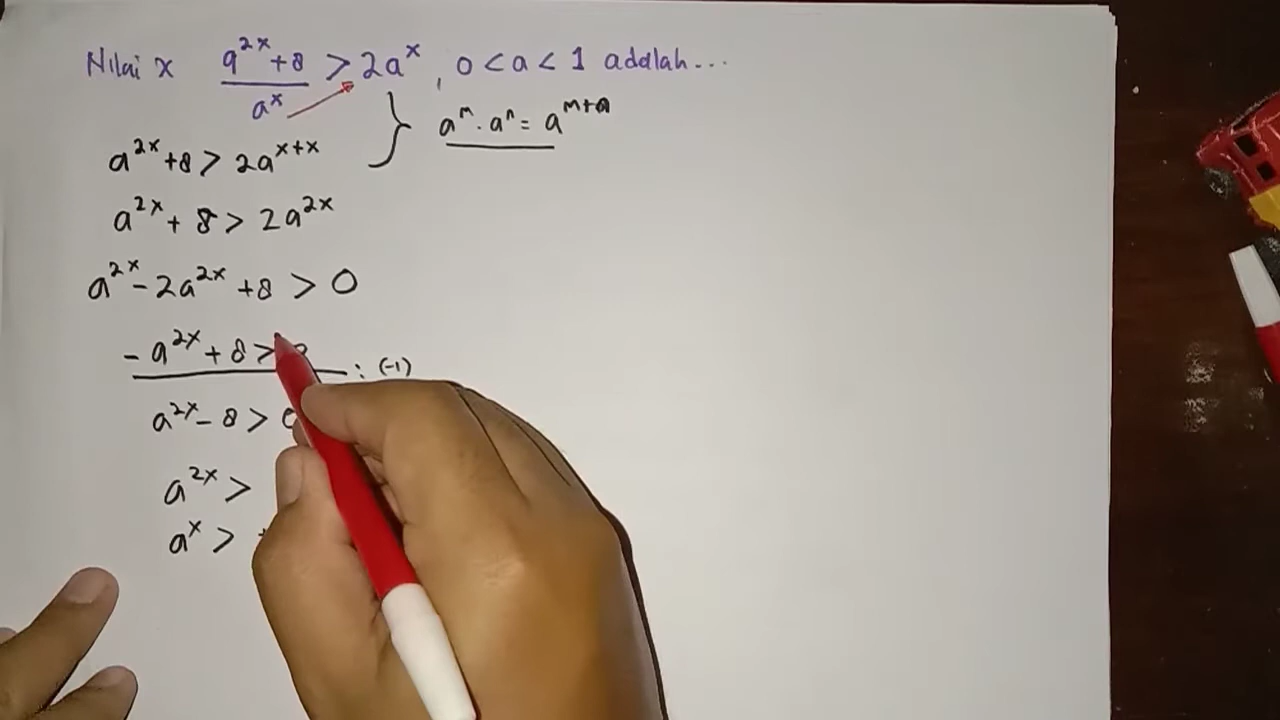 Nilai x (a^2x + 8)/a^x > 2a^x, 0 < a < 1 adalah...
a^m . a^n = a^(m+n)
a^2x + 8 > 2a^(x+x)
a^2x + 8 > 2a^2x
a^2x - 2a^2x + 8 > 0
- a^2x + 8 >
: (-1)
a^2x - 8 > 0
a^2x >
a^x >